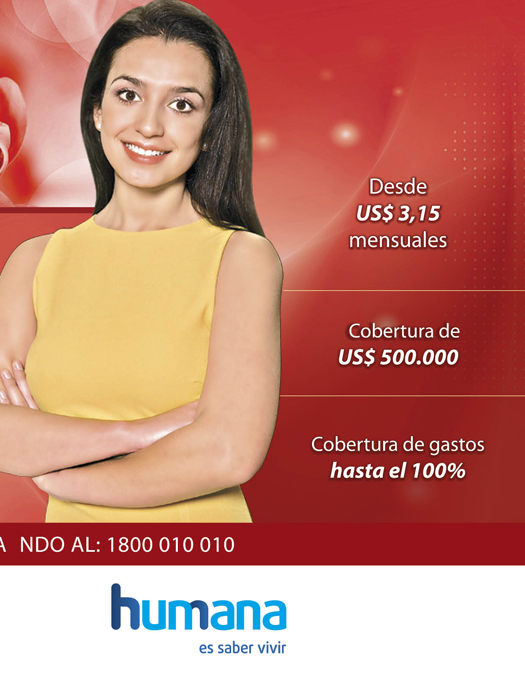 Desde
US$ 3,15
mensuales
Cobertura de
US$ 500.000
Cobertura de gastos
hasta el 100%
A NDO AL: 1800 010 010
humana
es saber vivir